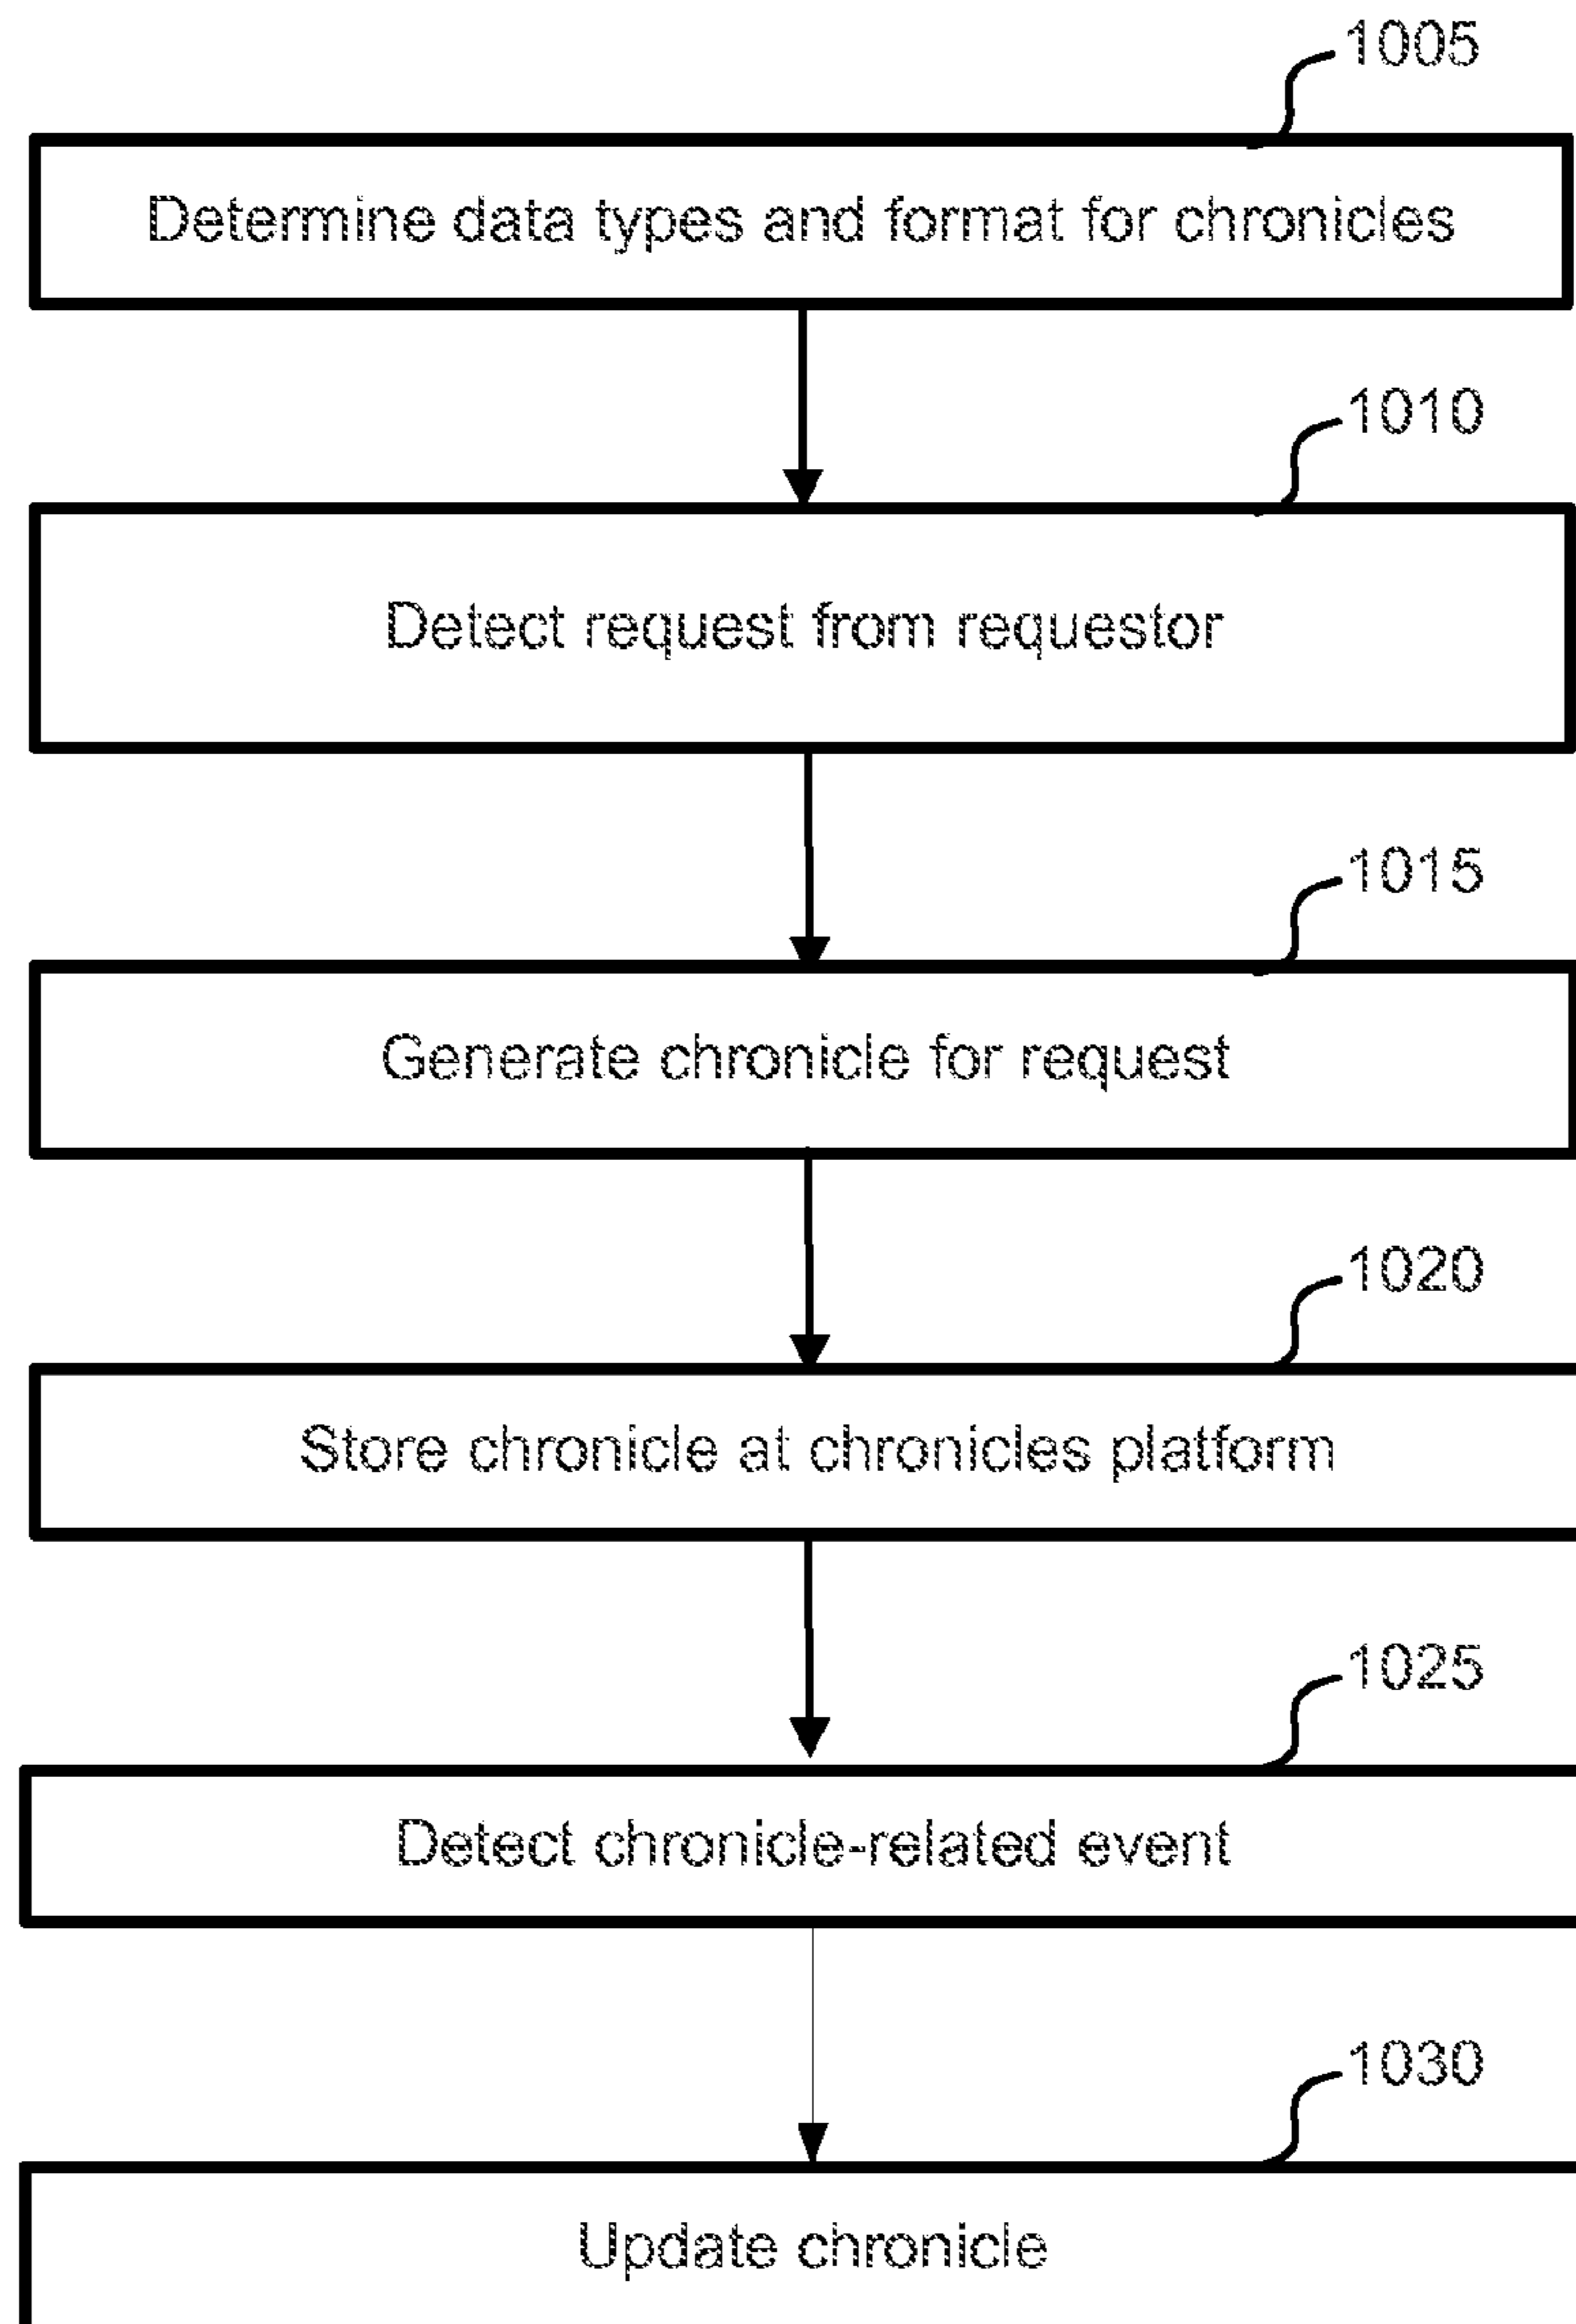 1005
Determine data types and format for chronicles
1010
Detect request from requestor
1015
Generate chronicle for request
1020
Store chronicle at chronicles platform
1025
Detect chronicle-related event
1030
Update chronicle